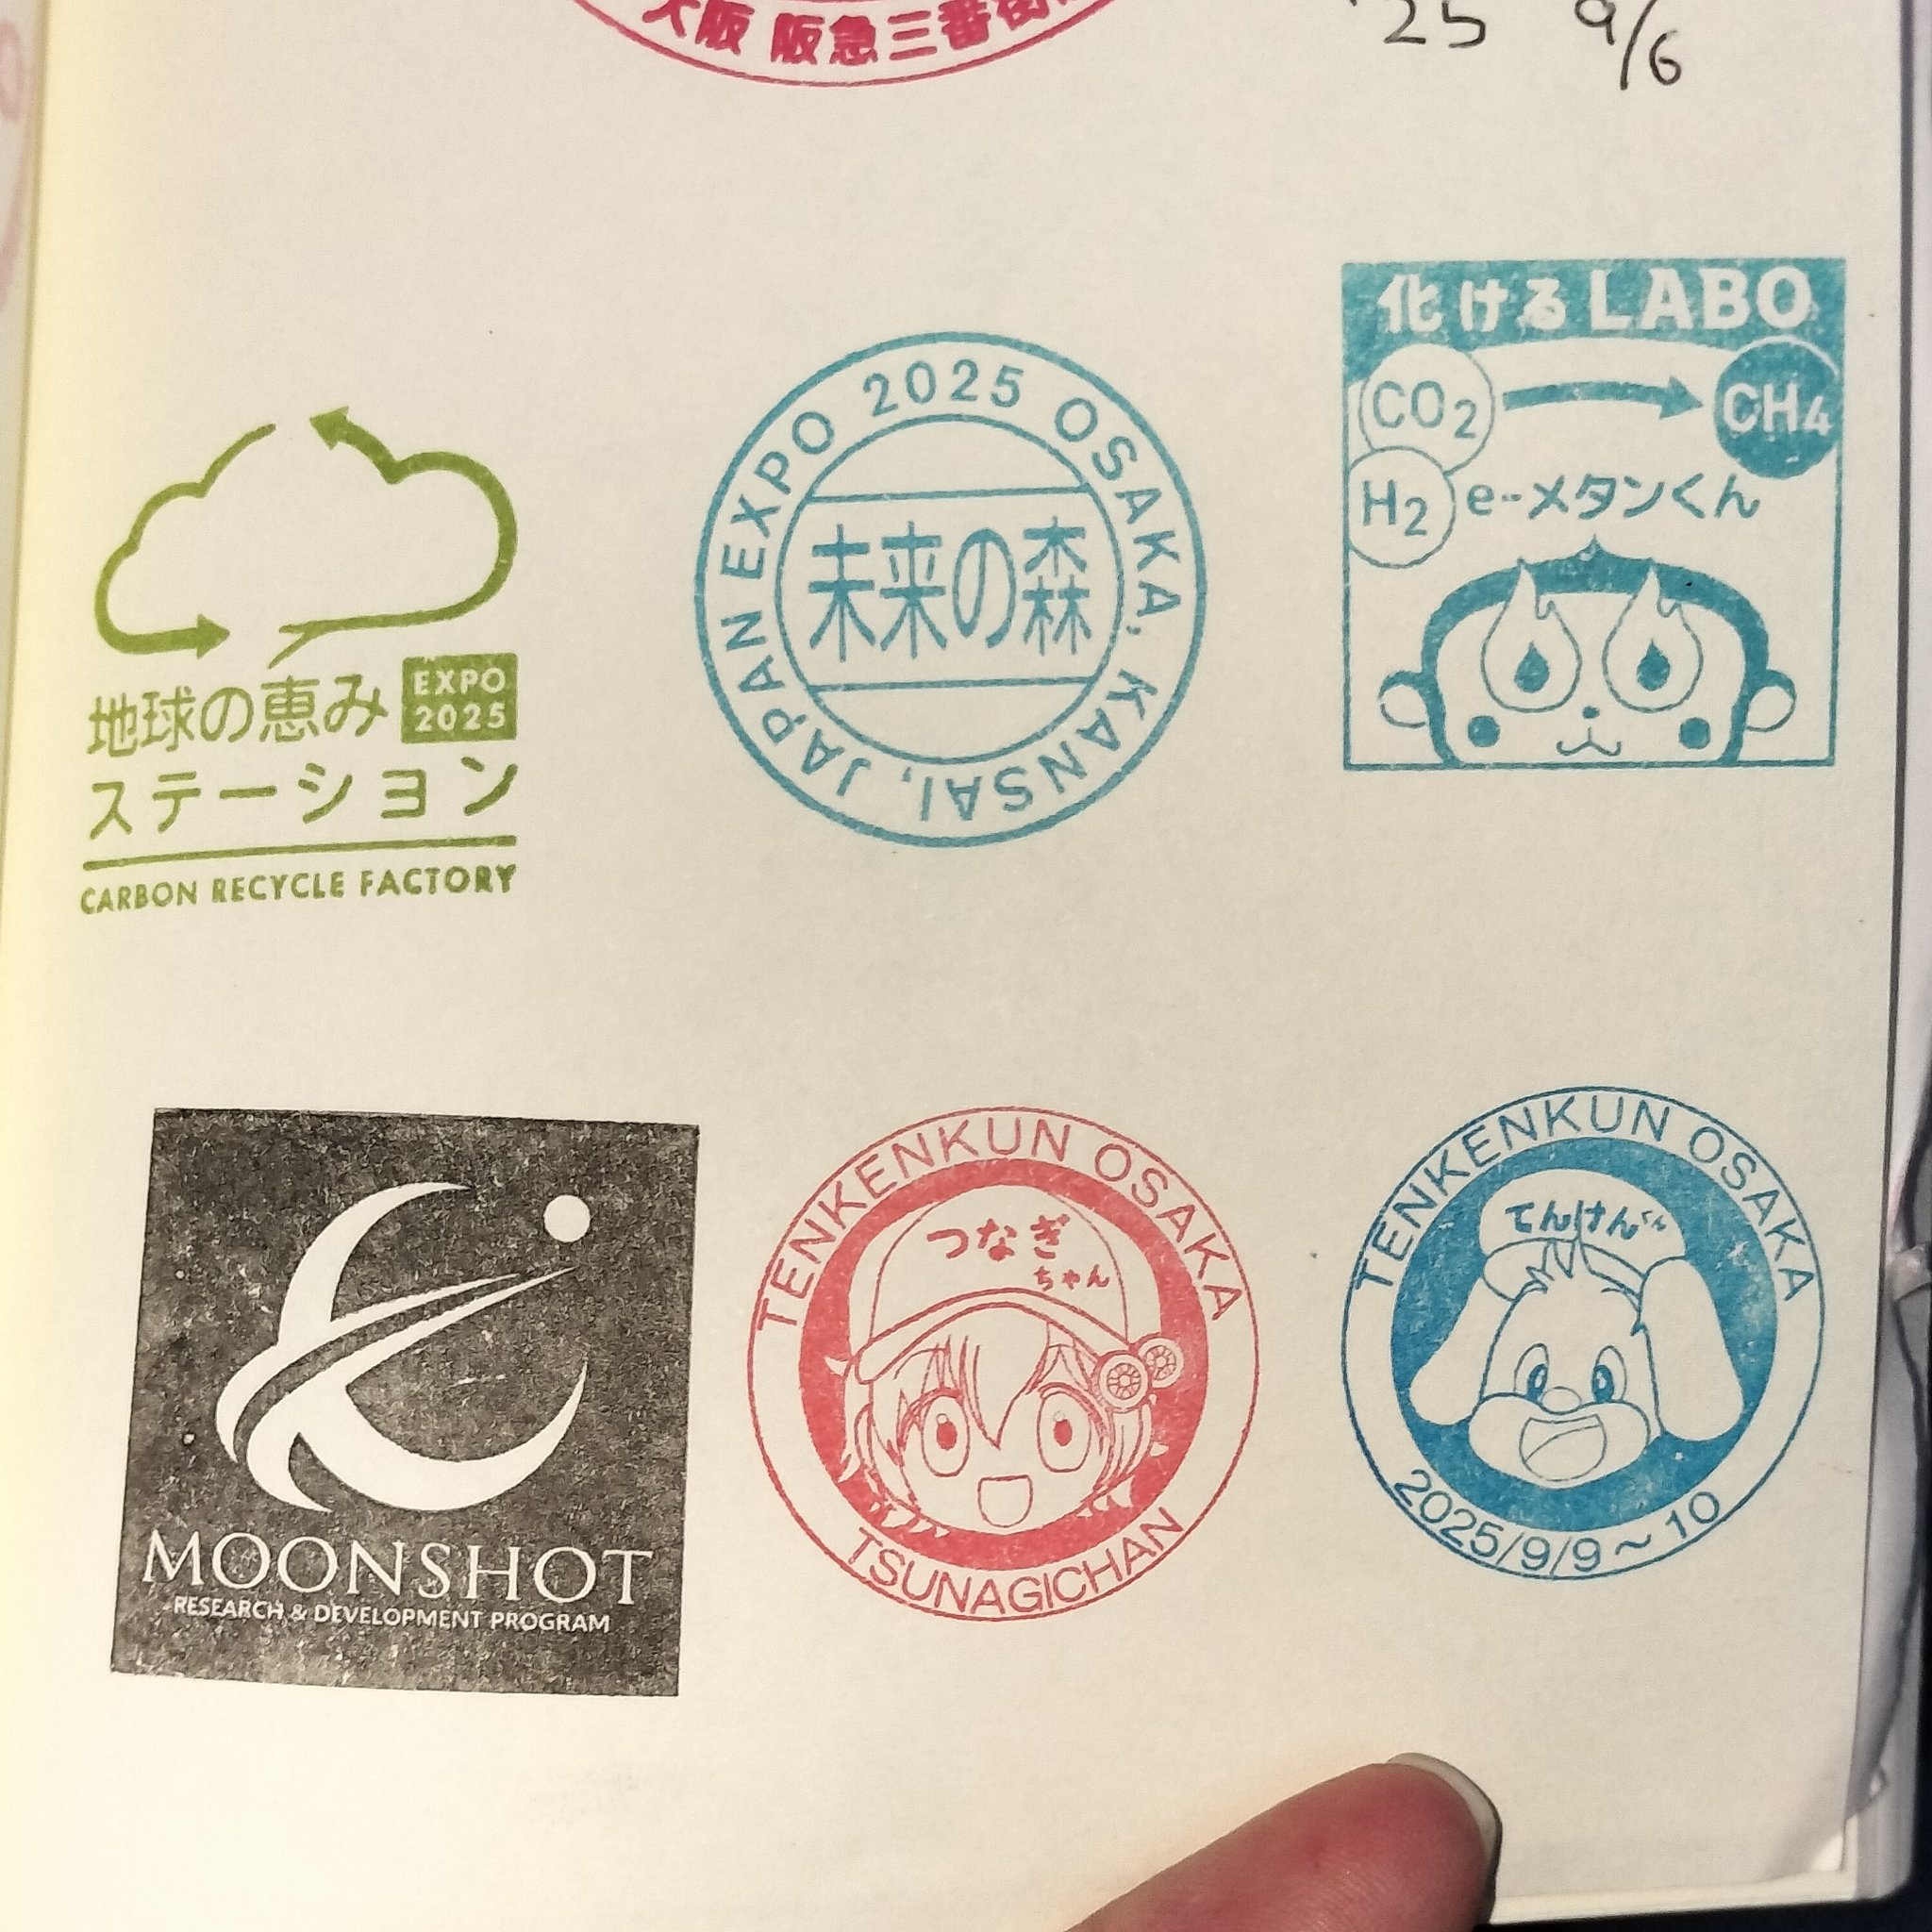 大阪 阪急三番街
'25 9/6
地球の恵み
EXPO
2025
ステーション
CARBON RECYCLE FACTORY
EXPO 2025 OSAKA, KANSAI, JAPAN
未来の森
化けるLABO
CO2 CH4
H2 e-メタンくん
MOONSHOT
RESEARCH & DEVELOPMENT PROGRAM
TENKENKUN OSAKA
つなぎ
ちゃん
TSUNAGICHAN
TENKENKUN OSAKA
てんけんくん
2025/9/9~10